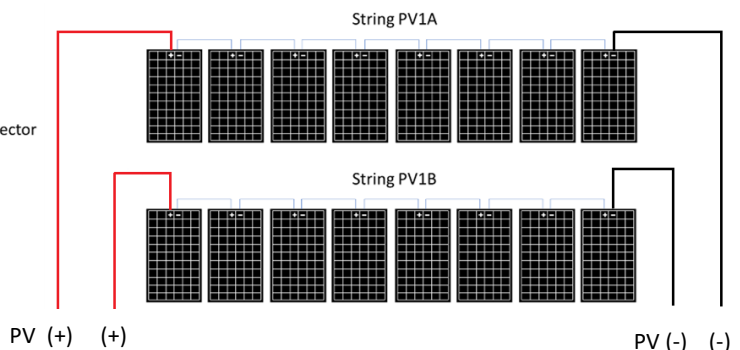 String PV1A
+ - + - + - + - + - + - + - + -
ector
String PV1B
+ - + - + - + - + - + - + - + -
PV (+) (+)
PV (-) (-)